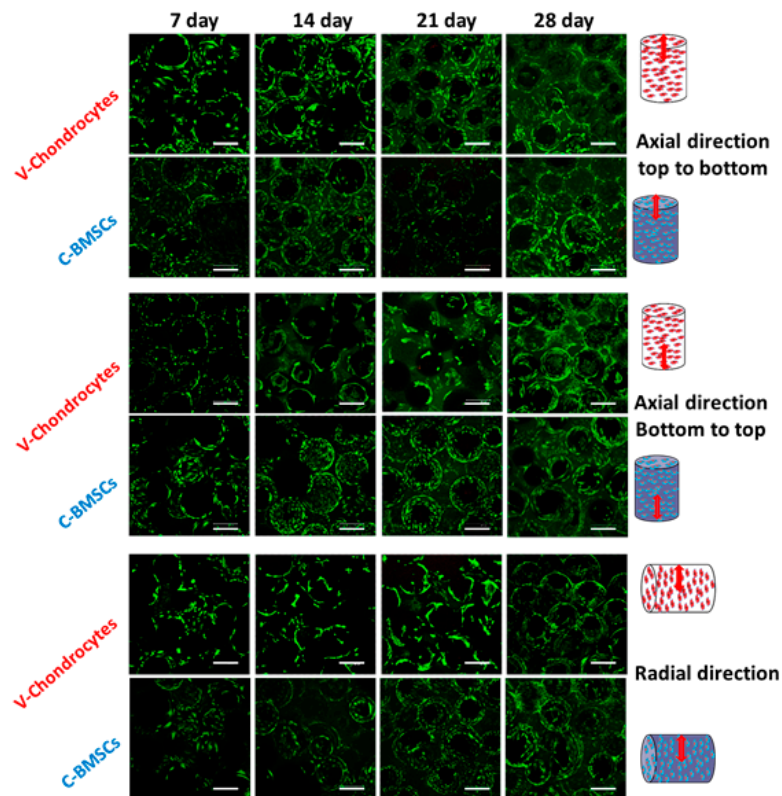 7 day 14 day 21 day 28 day
V-Chondrocytes
C-BMSCs
Axial direction
top to bottom
V-Chondrocytes
C-BMSCs
Axial direction
Bottom to top
V-Chondrocytes
C-BMSCs
Radial direction